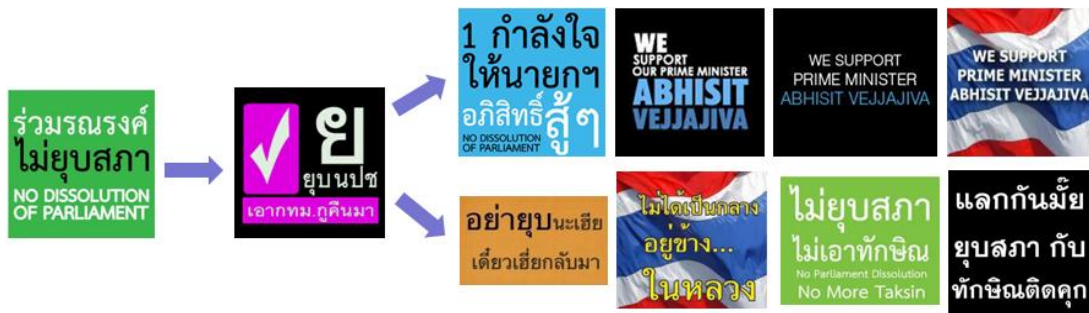 ร่วมรณรงค์
ไม่ยุบสภา
NO DISSOLUTION
OF PARLIAMENT
ย
ยุบนปช
เอากทม.กูคืนมา
1 กำลังใจ
ให้นายกฯ
อภิสิทธิ์ สู้ๆ
NO DISSOLUTION
OF PARLIAMENT
WE
SUPPORT
OUR PRIME MINISTER
ABHISIT
VEJJAJIVA
WE SUPPORT
PRIME MINISTER
ABHISIT VEJJAJIVA
WE SUPPORT
PRIME MINISTER
ABHISIT VEJJAJIVA
อย่ายุบนะเฮีย
เดี๋ยวเฮี่ยกลับมา
ไม่ได้เป็นกลาง
อยู่ข้าง...
ในหลวง
ไม่ยุบสภา
ไม่เอาทักษิณ
No Parliament Dissolution
No More Taksin
แลกกันมั๊ย
ยุบสภา กับ
ทักษิณติดคุก